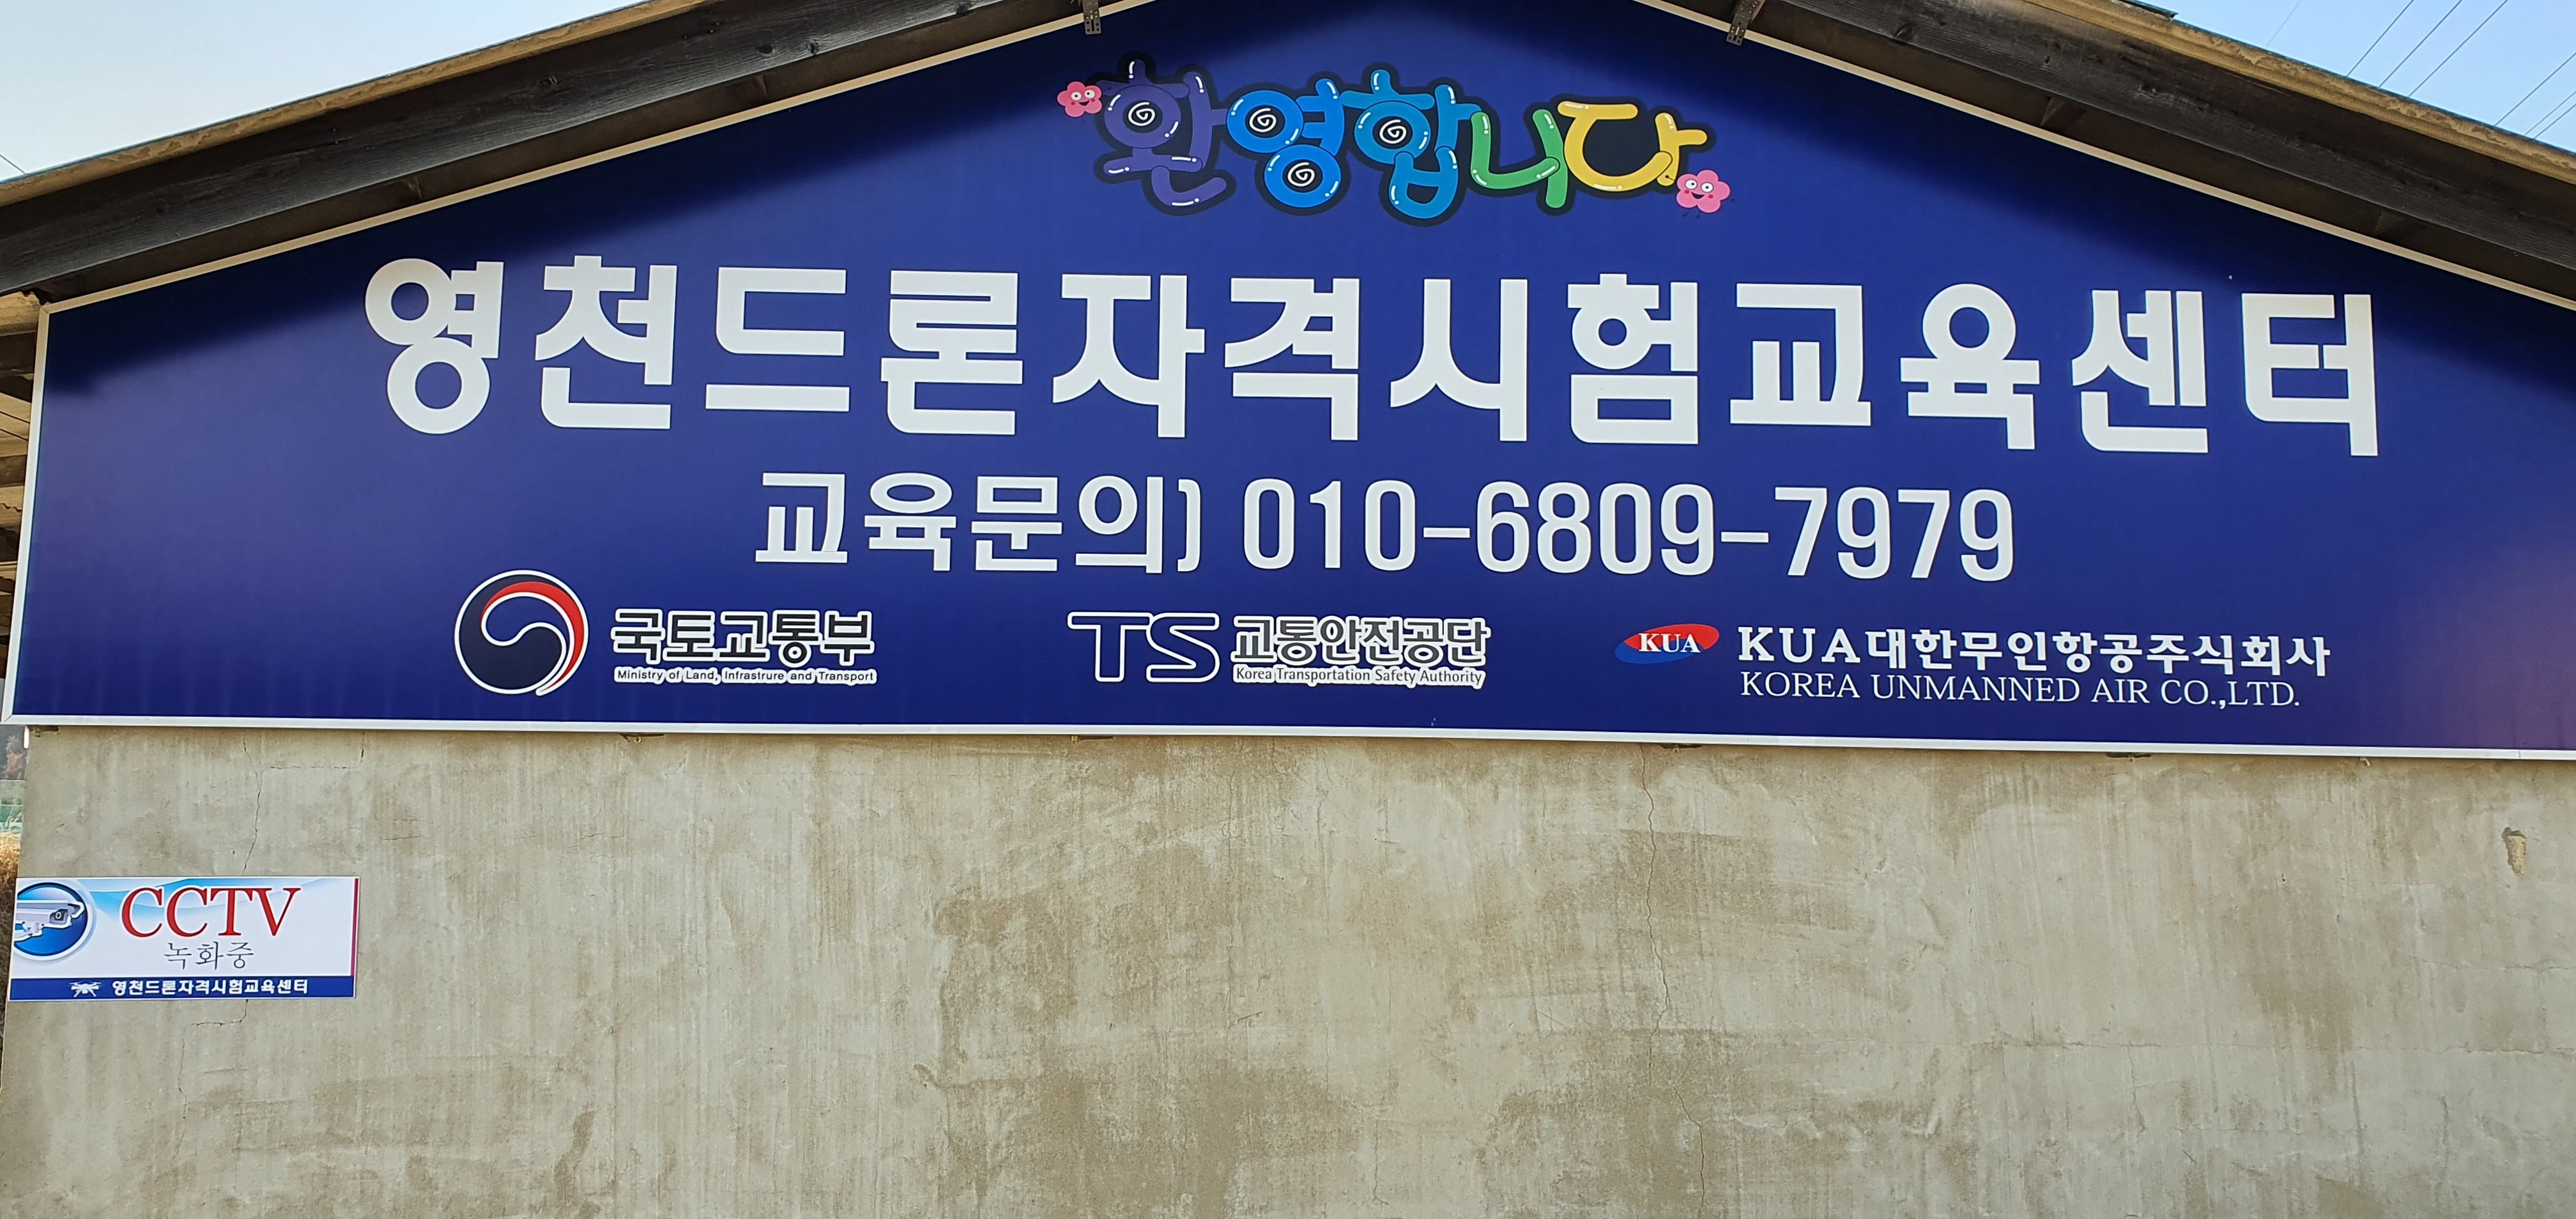 환영합니다
영천드론자격시험교육센터
교육문의) 010-6809-7979
국토교통부
Ministry of Land, Infrastrure and Transport
TS 교통안전공단
Korea Transportation Safety Authority
KUA KUA대한무인항공주식회사
KOREA UNMANNED AIR CO.,LTD.
CCTV
녹화중
영천드론자격시험교육센터